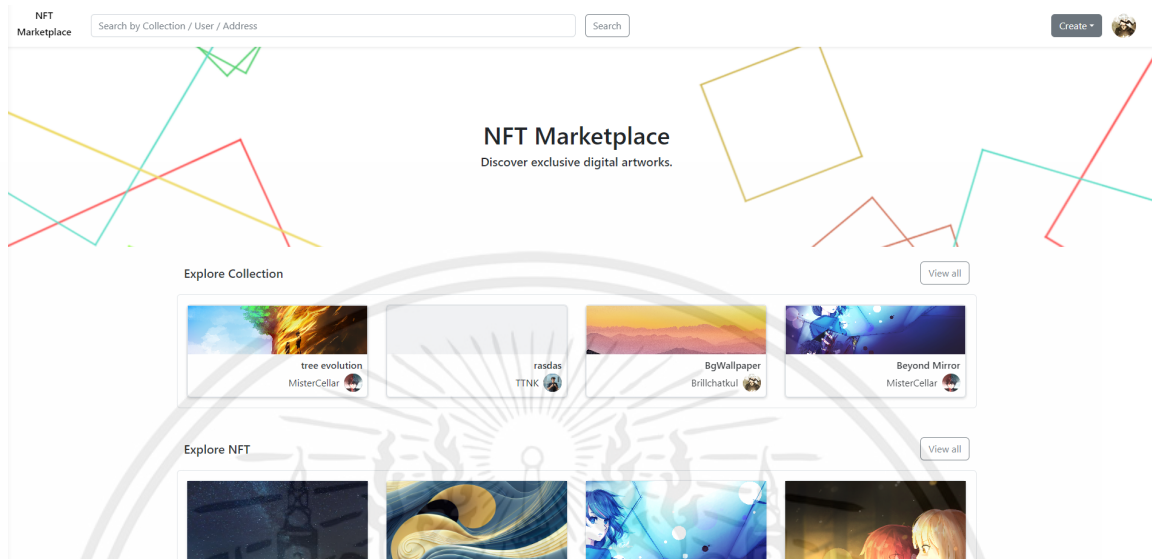 NFT
Marketplace
Search by Collection / User / Address
Search
Create
NFT Marketplace
Discover exclusive digital artworks.
Explore Collection
View all
tree evolution
MisterCellar
rasdas
TTNK
BgWallpaper
Brillchatkul
Beyond Mirror
MisterCellar
Explore NFT
View all